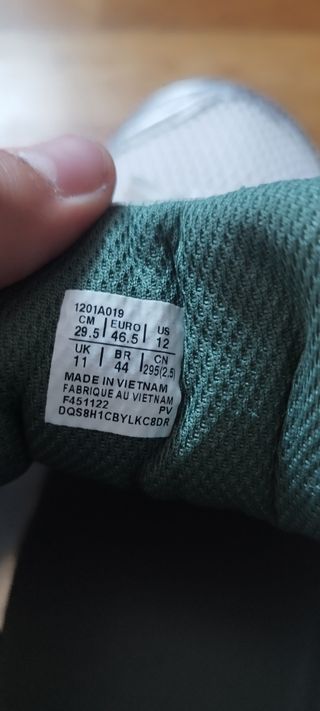 1201A019
CM EURO US
29.5 46.5 12
UK BR CN
11 44 295(2.5)
MADE IN VIETNAM
FABRIQUE AU VIETNAM
F451122 PV
DQS8H1CBYLKC8DR